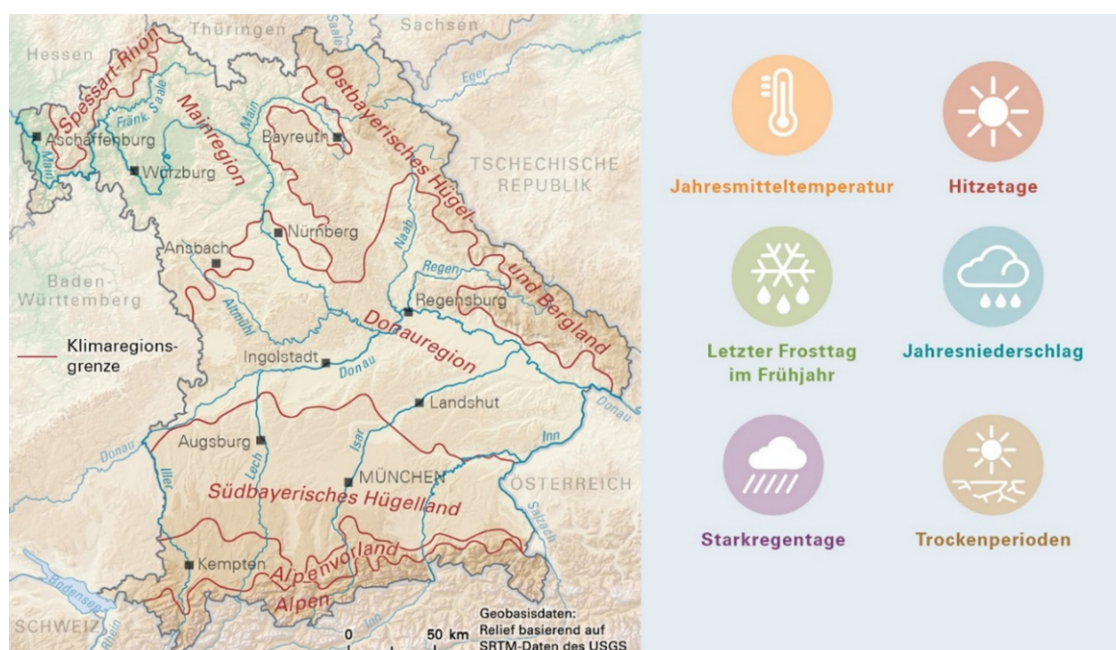 Thüringen
Sachsen
Hessen
Saale
Eger
Spessart-Rhön
Fränk. Saale
Main
Mainregion
Ostbayerisches Hügel-
und Bergland
Aschaffenburg
Main
Bayreuth
Würzburg
TSCHECHISCHE
REPUBLIK
Nürnberg
Naab
Ansbach
Regen
Baden-
Württemberg
Altmühl
Regensburg
Donauregion
Klimaregions-
grenze
Ingolstadt
Donau
Landshut
Donau
Augsburg
Donau
Isar
Inn
Lech
Iller
MÜNCHEN
ÖSTERREICH
Südbayerisches Hügelland
Salzach
Kempten
Alpenvorland
Alpen
Bodensee
SCHWEIZ
Rhein
Inn
0 50 km
Geobasisdaten:
Relief basierend auf
SRTM-Daten des USGS
Jahresmitteltemperatur
Hitzetage
Letzter Frosttag
im Frühjahr
Jahresniederschlag
Starkregentage
Trockenperioden